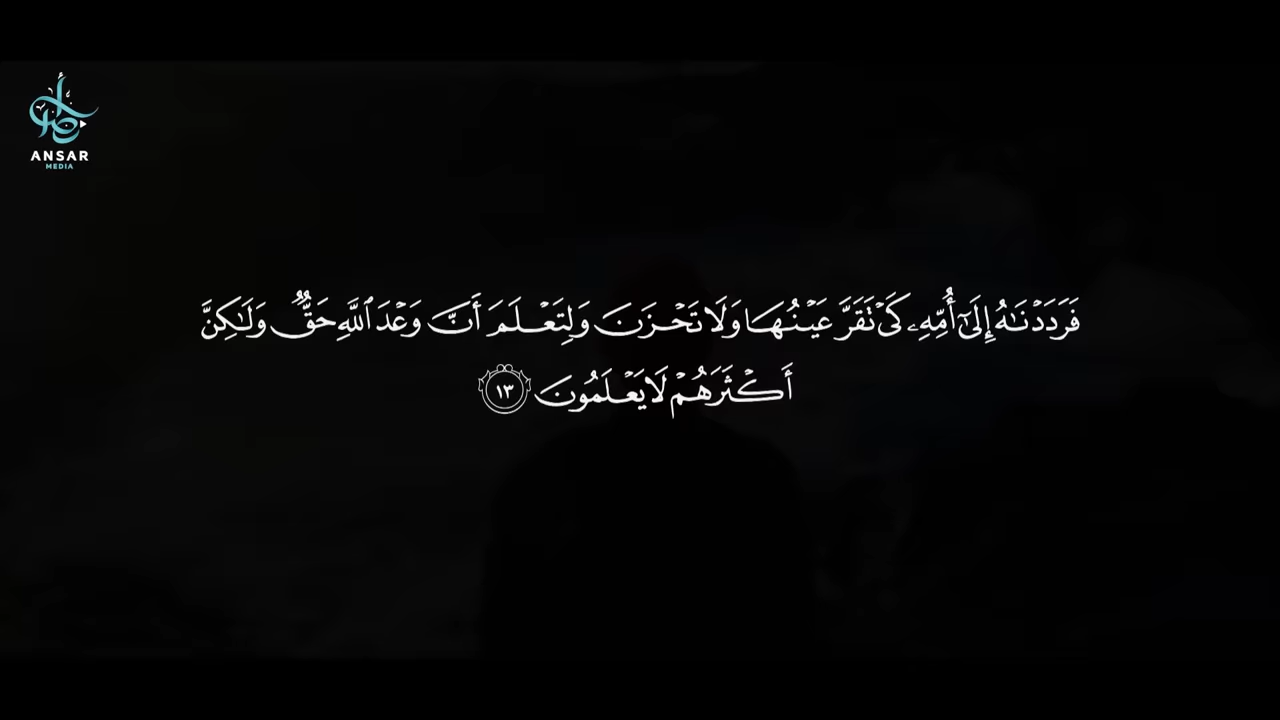 ANSAR
MEDIA
فَرَدَدْنَٰهُ إِلَىٰٓ أُمِّهِۦ كَىْ تَقَرَّ عَيْنُهَا وَلَا تَحْزَنَ وَلِتَعْلَمَ أَنَّ وَعْدَ ٱللَّهِ حَقٌّ وَلَٰكِنَّ
أَكْثَرَهُمْ لَا يَعْلَمُونَ ١٣